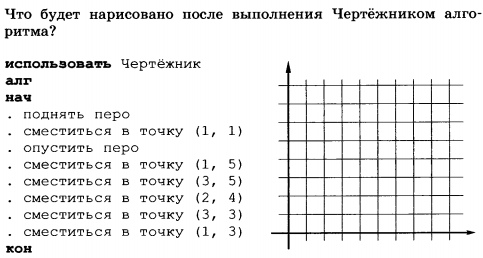 Что будет нарисовано после выполнения Чертёжником алго-
ритма?
использовать Чертёжник
алг
нач
. поднять перо
. сместиться в точку (1, 1)
. опустить перо
. сместиться в точку (1, 5)
. сместиться в точку (3, 5)
. сместиться в точку (2, 4)
. сместиться в точку (3, 3)
. сместиться в точку (1, 3)
кон